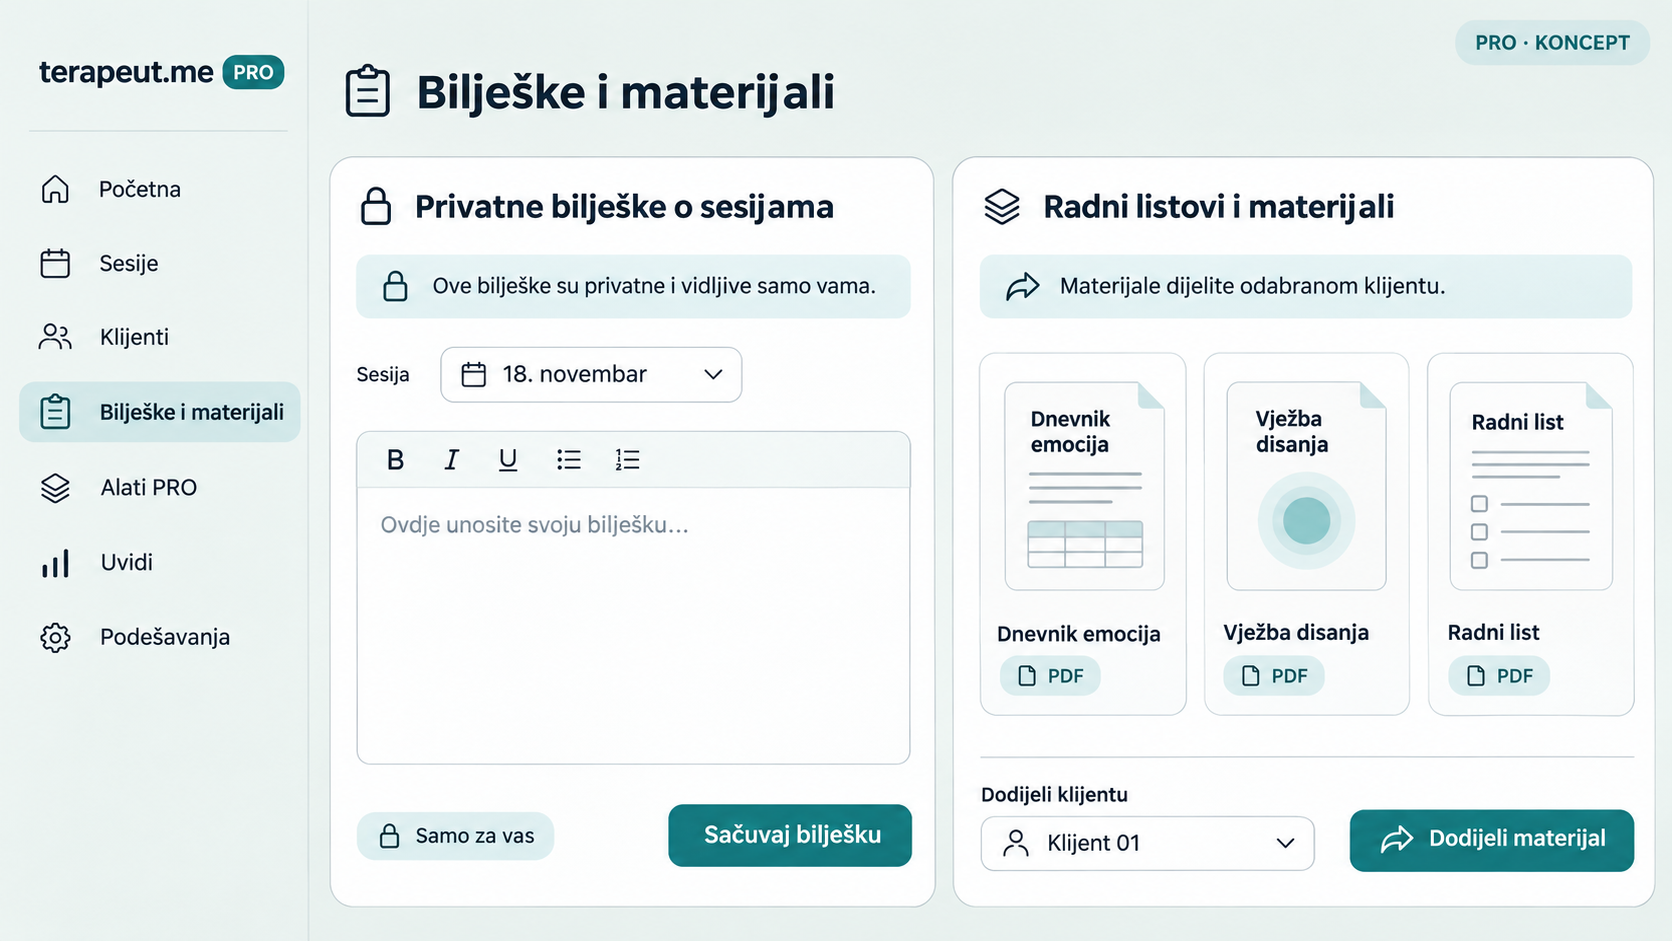 terapeut.me PRO
PRO · KONCEPT
Početna
Sesije
Klijenti
Bilješke i materijali
Alati PRO
Uvidi
Podešavanja
Bilješke i materijali
Privatne bilješke o sesijama
Ove bilješke su privatne i vidljive samo vama.
Sesija
18. novembar
B I U
Ovdje unosite svoju bilješku...
Samo za vas
Sačuvaj bilješku
Radni listovi i materijali
Materijale dijelite odabranom klijentu.
Dnevnik
emocija
Dnevnik emocija
PDF
Vježba
disanja
Vježba disanja
PDF
Radni list
Radni list
PDF
Dodijeli klijentu
Klijent 01
Dodijeli materijal